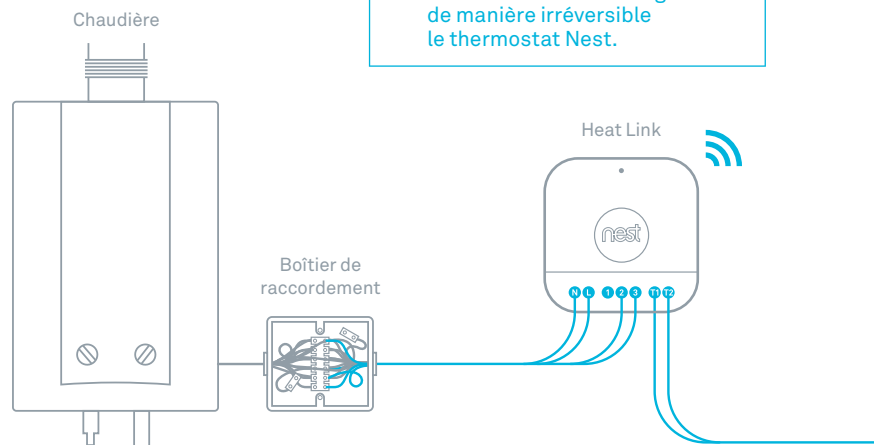 Chaudière
de manière irréversible
le thermostat Nest.
Heat Link
nest
N L 1 2 3 T1 T2
Boîtier de
raccordement